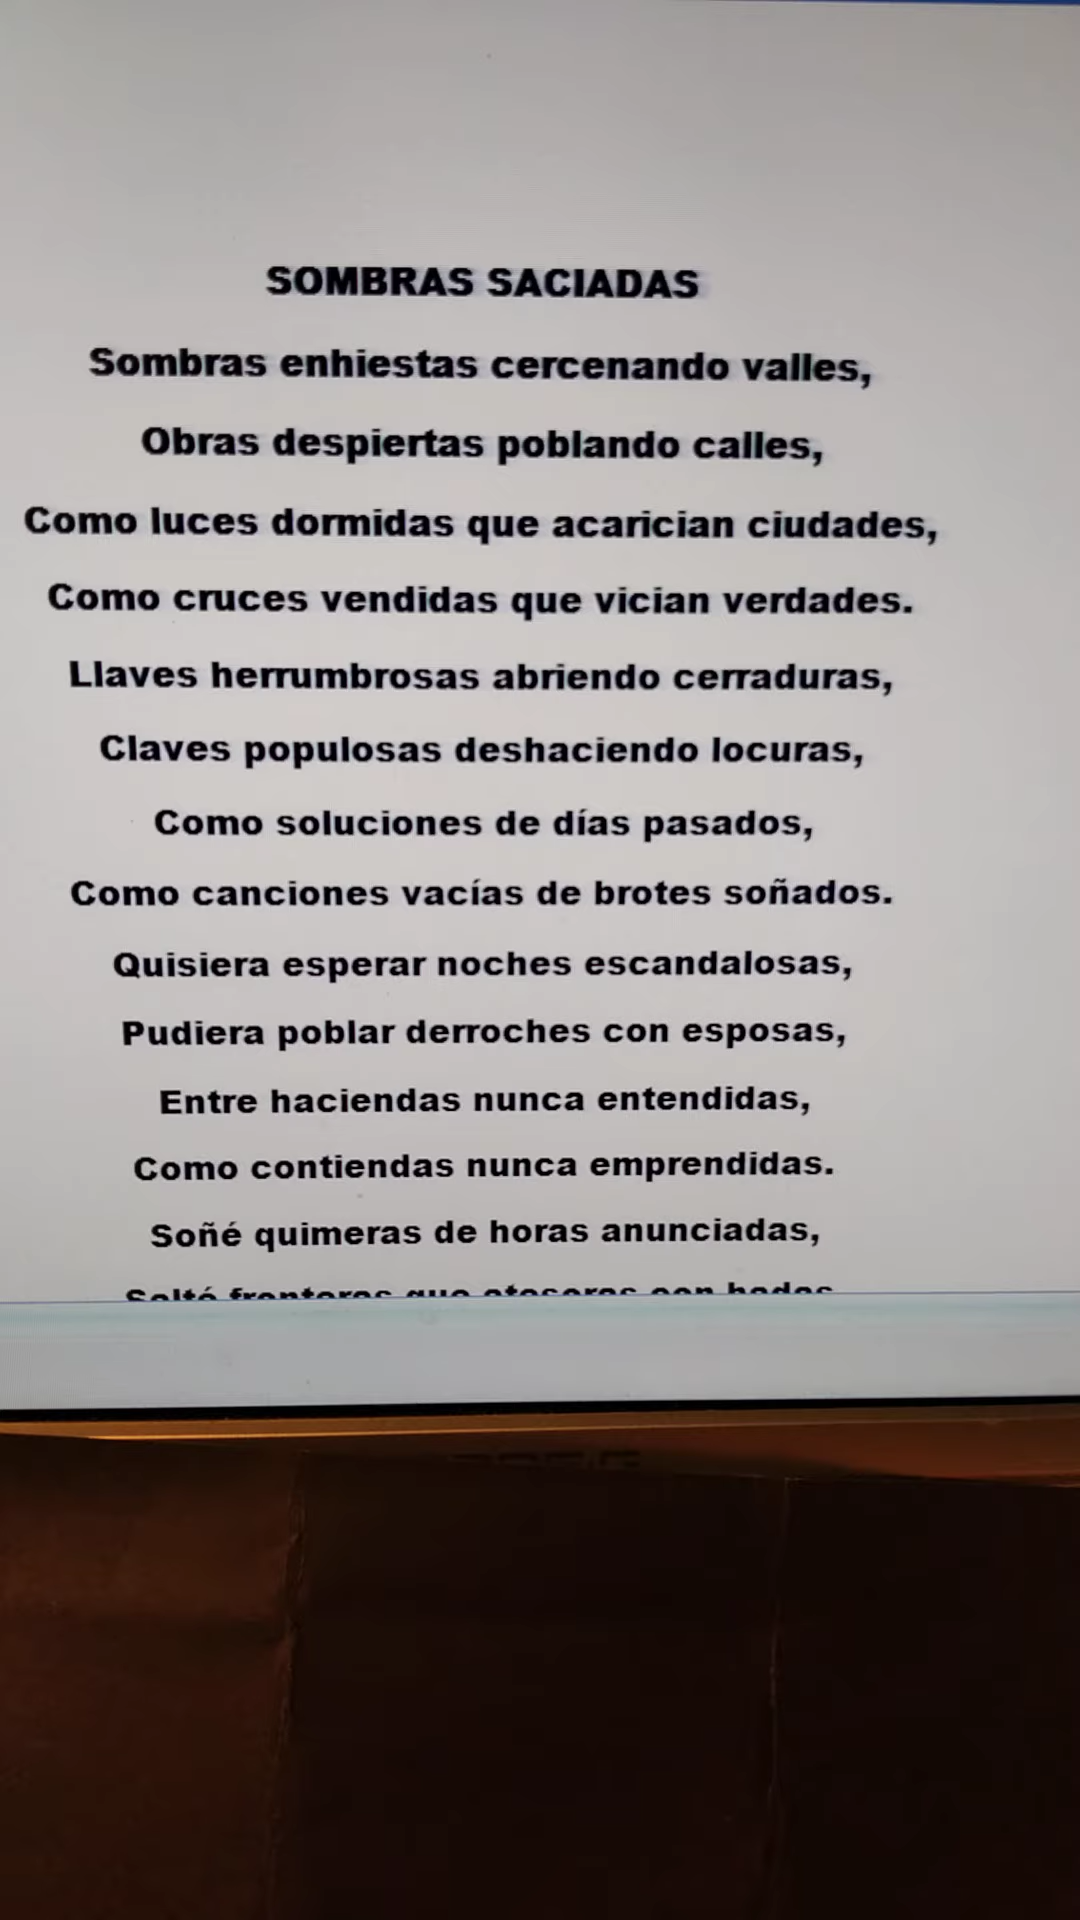 SOMBRAS SACIADAS
Sombras enhiestas cercenando valles,
Obras despiertas poblando calles,
Como luces dormidas que acarician ciudades,
Como cruces vendidas que vician verdades.
Llaves herrumbrosas abriendo cerraduras,
Claves populosas deshaciendo locuras,
Como soluciones de días pasados,
Como canciones vacías de brotes soñados.
Quisiera esperar noches escandalosas,
Pudiera poblar derroches con esposas,
Entre haciendas nunca entendidas,
Como contiendas nunca emprendidas.
Soñé quimeras de horas anunciadas,